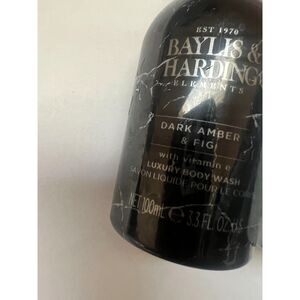 EST 1970
BAYLIS &
HARDING
ELEMENTS
DARK AMBER
& FIG
with vitamin e
LUXURY BODY WASH
SAVON LIQUIDE POUR LE CO
NET 100mL e 3.3 FL.OZ